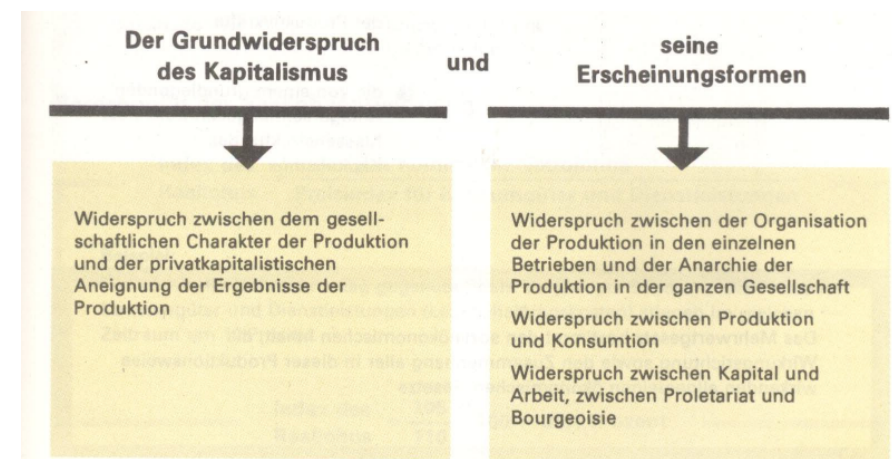 Der Grundwiderspruch
des Kapitalismus
und
seine
Erscheinungsformen
Widerspruch zwischen dem gesell-
schaftlichen Charakter der Produktion
und der privatkapitalistischen
Aneignung der Ergebnisse der
Produktion
Widerspruch zwischen der Organisation
der Produktion in den einzelnen
Betrieben und der Anarchie der
Produktion in der ganzen Gesellschaft
Widerspruch zwischen Produktion
und Konsumtion
Widerspruch zwischen Kapital und
Arbeit, zwischen Proletariat und
Bourgeoisie